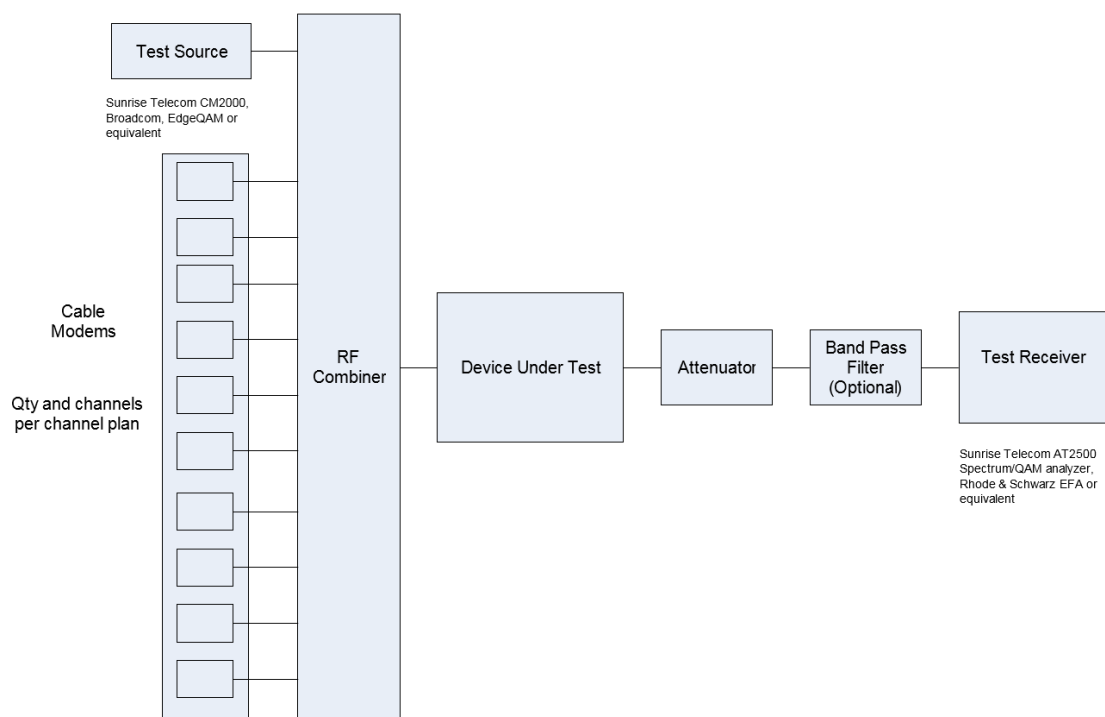 Test Source
Sunrise Telecom CM2000,
Broadcom, EdgeQAM or
equivalent
Cable
Modems
Qty and channels
per channel plan
RF
Combiner
Device Under Test
Attenuator
Band Pass
Filter
(Optional)
Test Receiver
Sunrise Telecom AT2500
Spectrum/QAM analyzer,
Rhode & Schwarz EFA or
equivalent